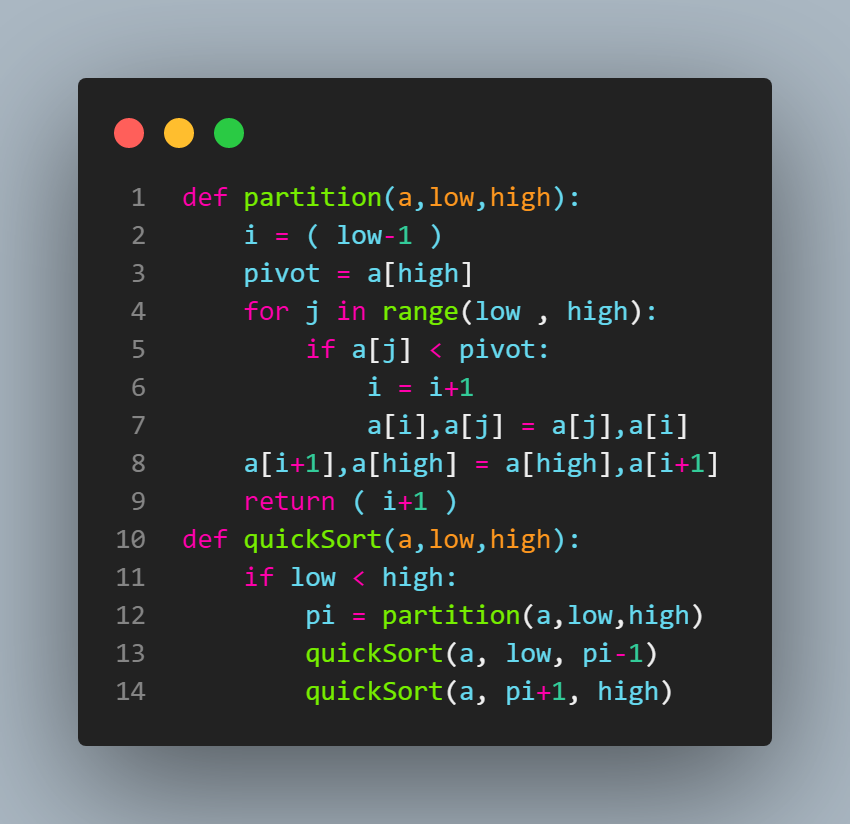 1 def partition(a,low,high):
2     i = ( low-1 )
3     pivot = a[high]
4     for j in range(low , high):
5         if a[j] < pivot:
6             i = i+1
7             a[i],a[j] = a[j],a[i]
8     a[i+1],a[high] = a[high],a[i+1]
9     return ( i+1 )
10 def quickSort(a,low,high):
11     if low < high:
12         pi = partition(a,low,high)
13         quickSort(a, low, pi-1)
14         quickSort(a, pi+1, high)